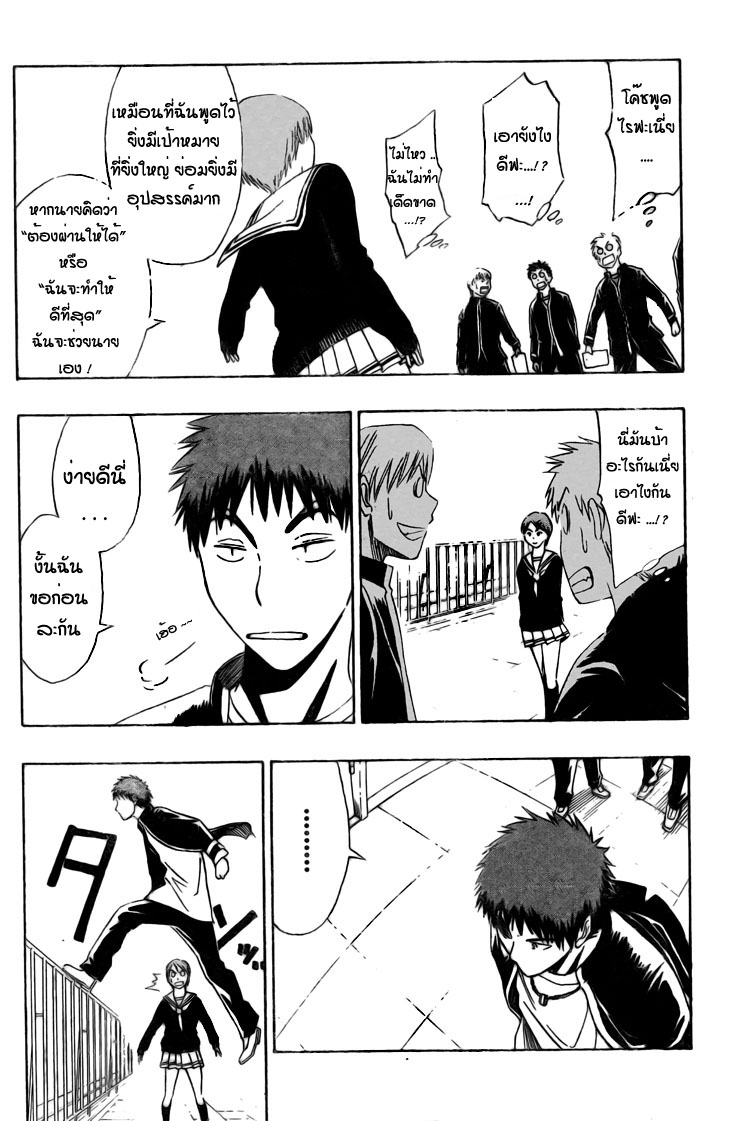 โค๊ชพูด
ไรฟะเนี่ย
....
เอายังไง
ดีฟะ...!?
...!
ไม่ไหว ..
ฉันไม่ทำ
เด็ดขาด
...!?
เหมือนที่ฉันพูดไว้
ยิ่งมีเป้าหมาย
ที่ยิ่งใหญ่ ย่อมยิ่งมี
อุปสรรค์มาก
หากนายคิดว่า
“ต้องผ่านให้ได้”
หรือ
“ฉันจะทำให้
ดีที่สุด”
ฉันจะช่วยนาย
เอง !
นี่มันบ้า
อะไรกันเนี่ย
เอาไงกัน
ดีฟะ ...!?
ง่ายดีนี่
...
งั้นฉัน
ขอก่อน
ละกัน
เอ้อ ~~
.........
タンッ